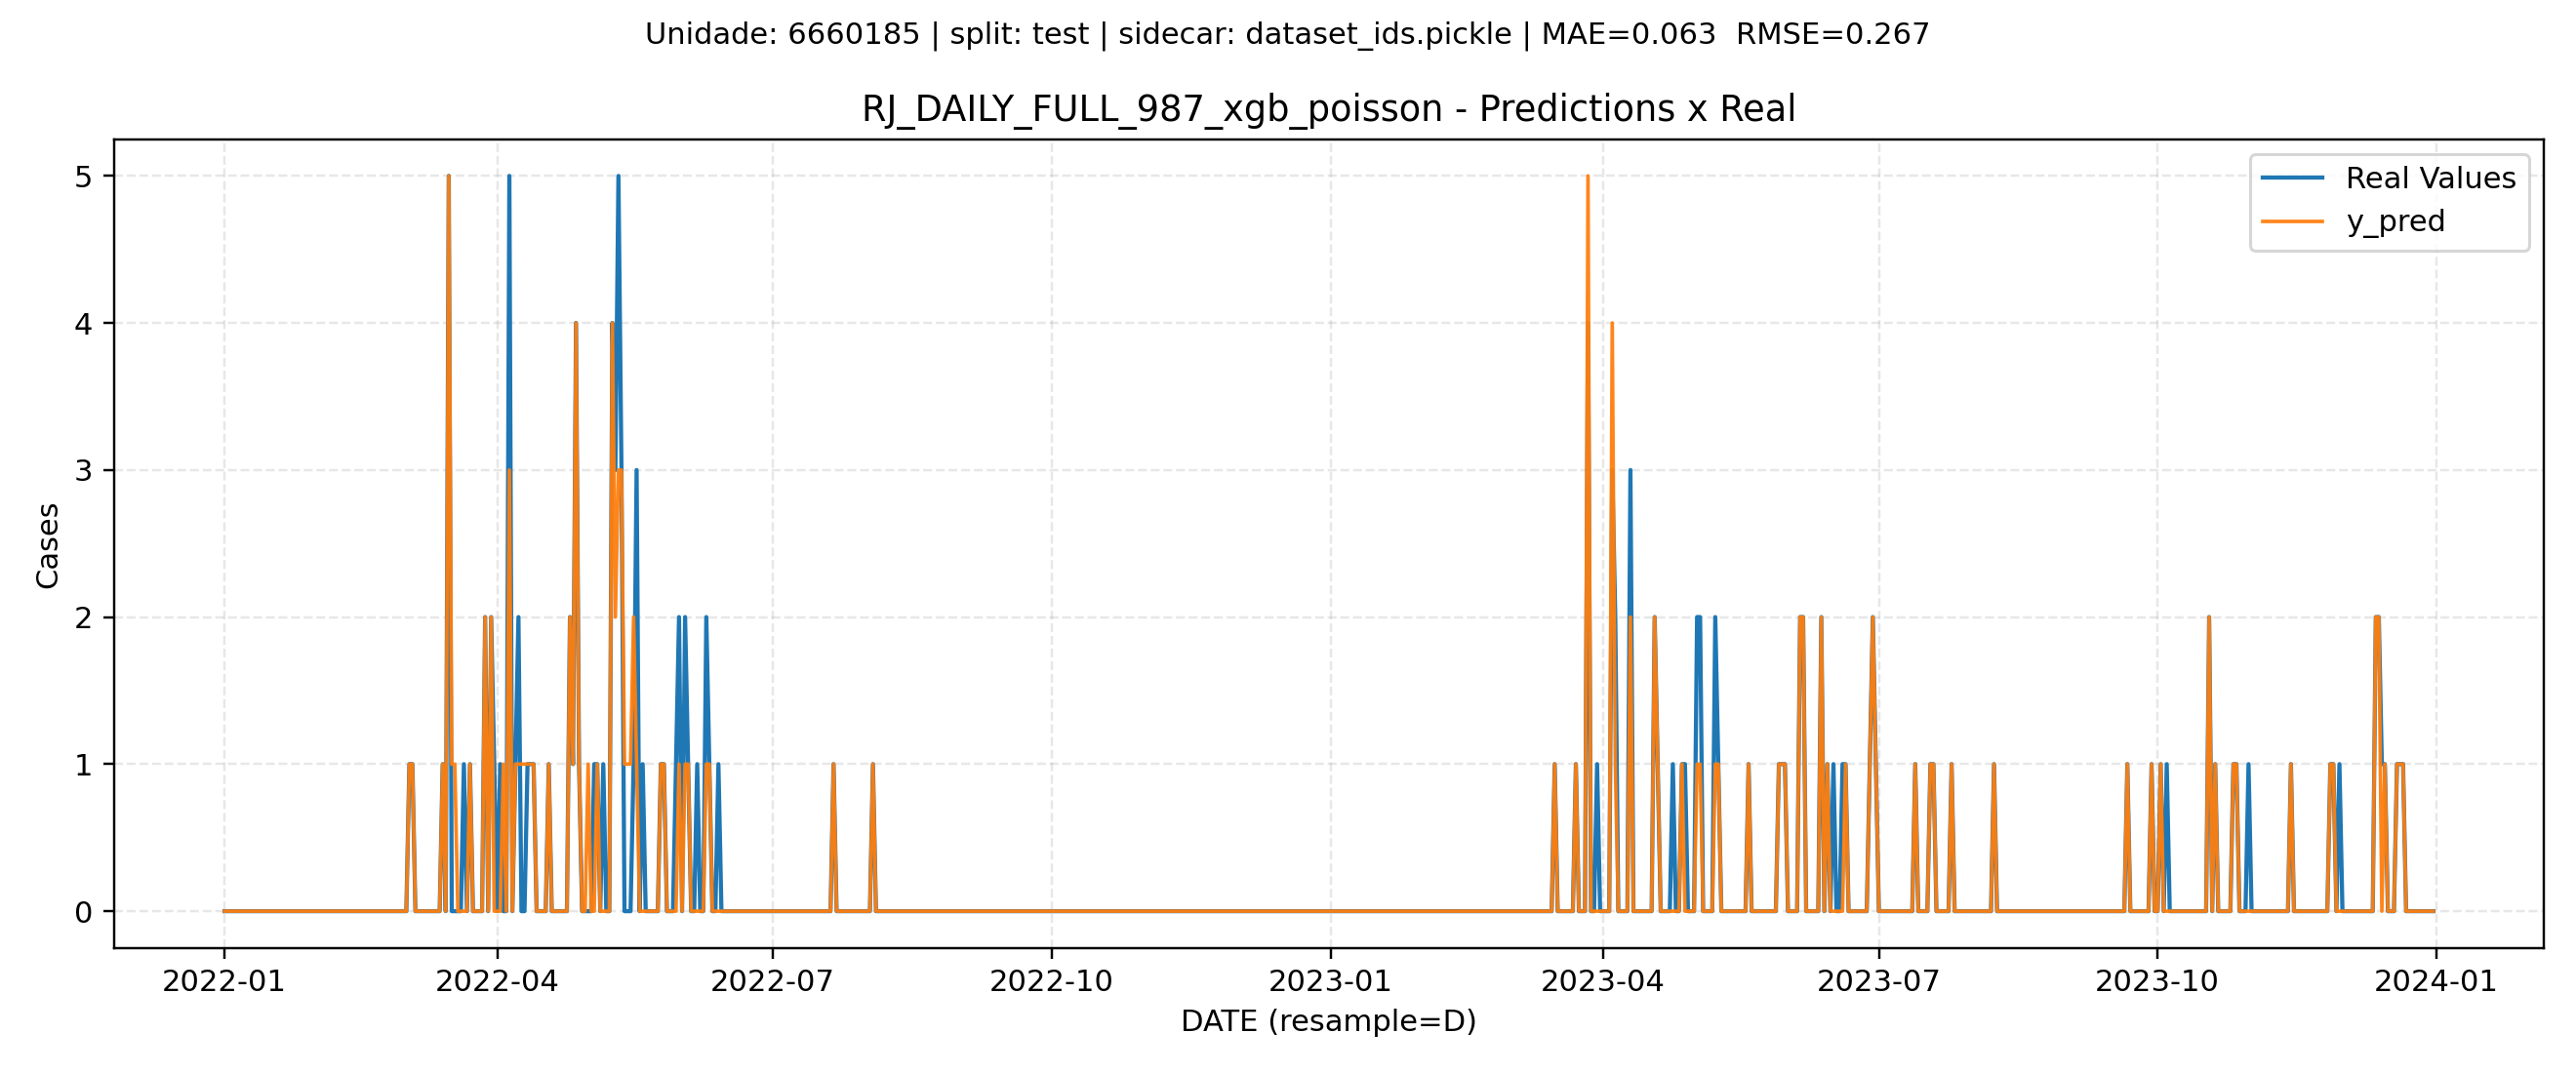 Unidade: 6660185 | split: test | sidecar: dataset_ids.pickle | MAE=0.063  RMSE=0.267
RJ_DAILY_FULL_987_xgb_poisson - Predictions x Real
Real Values
y_pred
Cases
5
4
3
2
1
0
2022-01
2022-04
2022-07
2022-10
2023-01
2023-04
2023-07
2023-10
2024-01
DATE (resample=D)